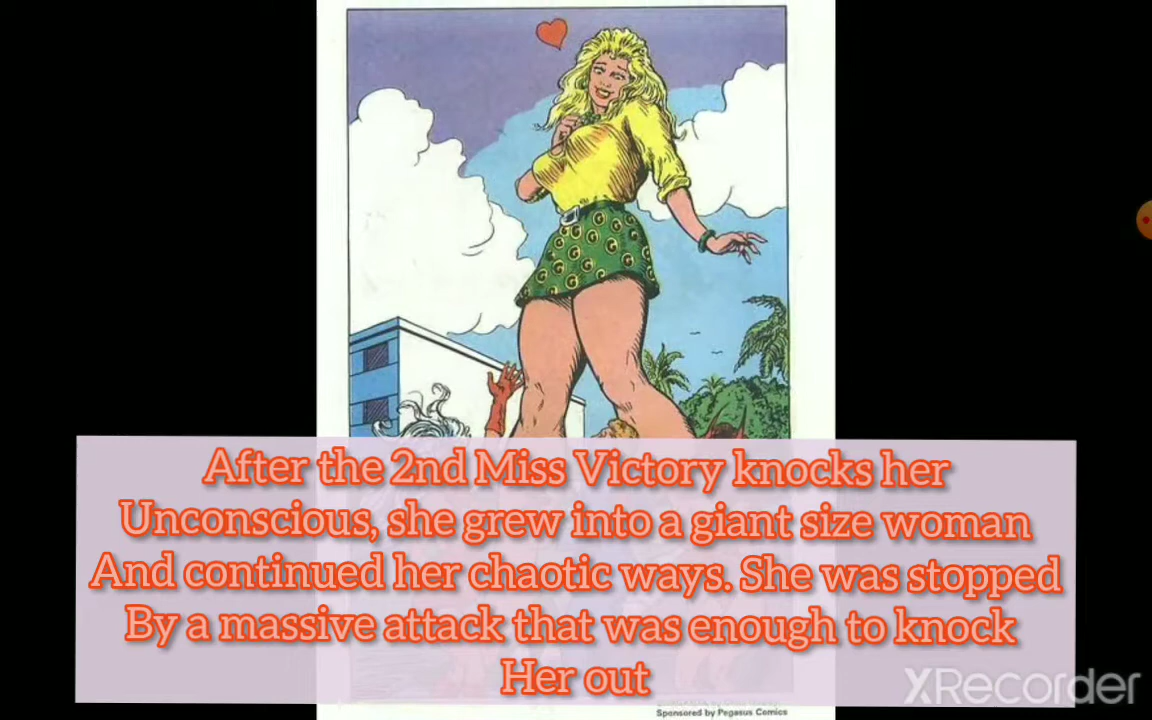 After the 2nd Miss Victory knocks her
Unconscious, she grew into a giant size woman
And continued her chaotic ways. She was stopped
By a massive attack that was enough to knock
Her out
XRecorder
Sponsored by Pegasus Comics